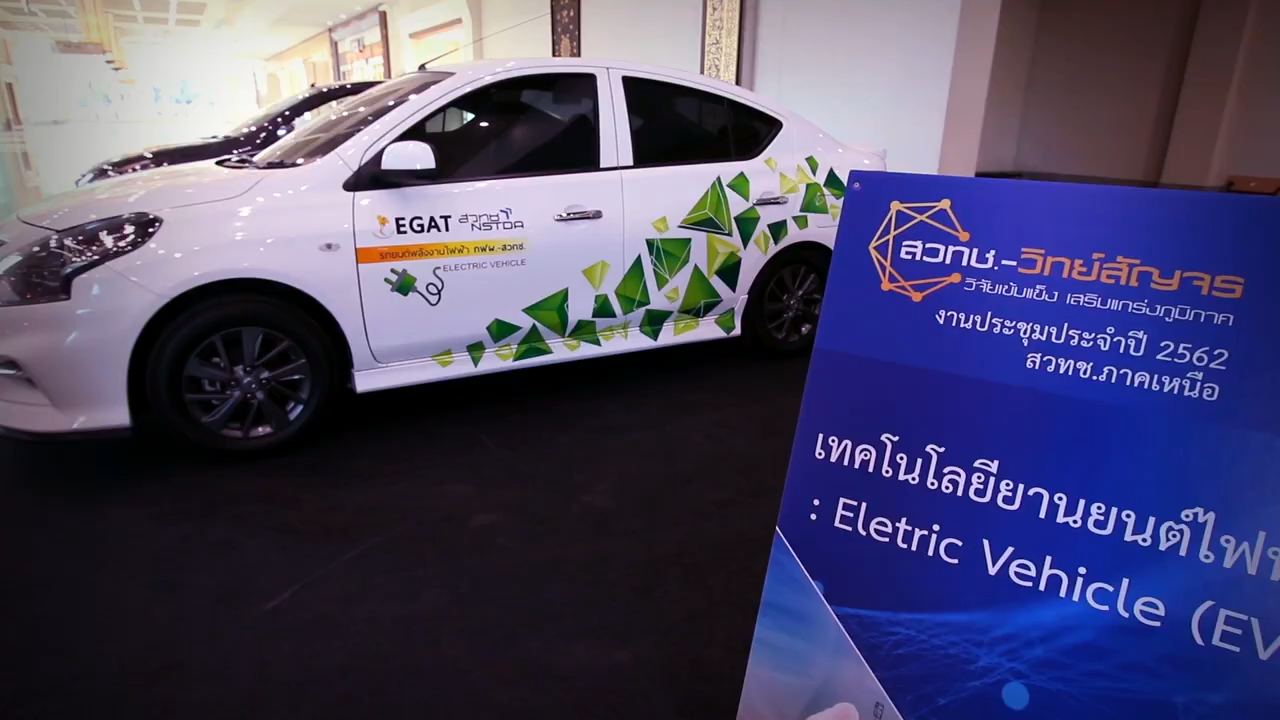 EGAT สวทช NSTDA
รถยนต์พลังงานไฟฟ้า กฟผ.-สวทช.
ELECTRIC VEHICLE
สวทช.-วิทย์สัญจร
วิจัยเข้มแข็ง เสริมแกร่งภูมิภาค
งานประชุมประจำปี 2562
สวทช.ภาคเหนือ
เทคโนโลยียานยนต์ไฟ
: Eletric Vehicle (EV